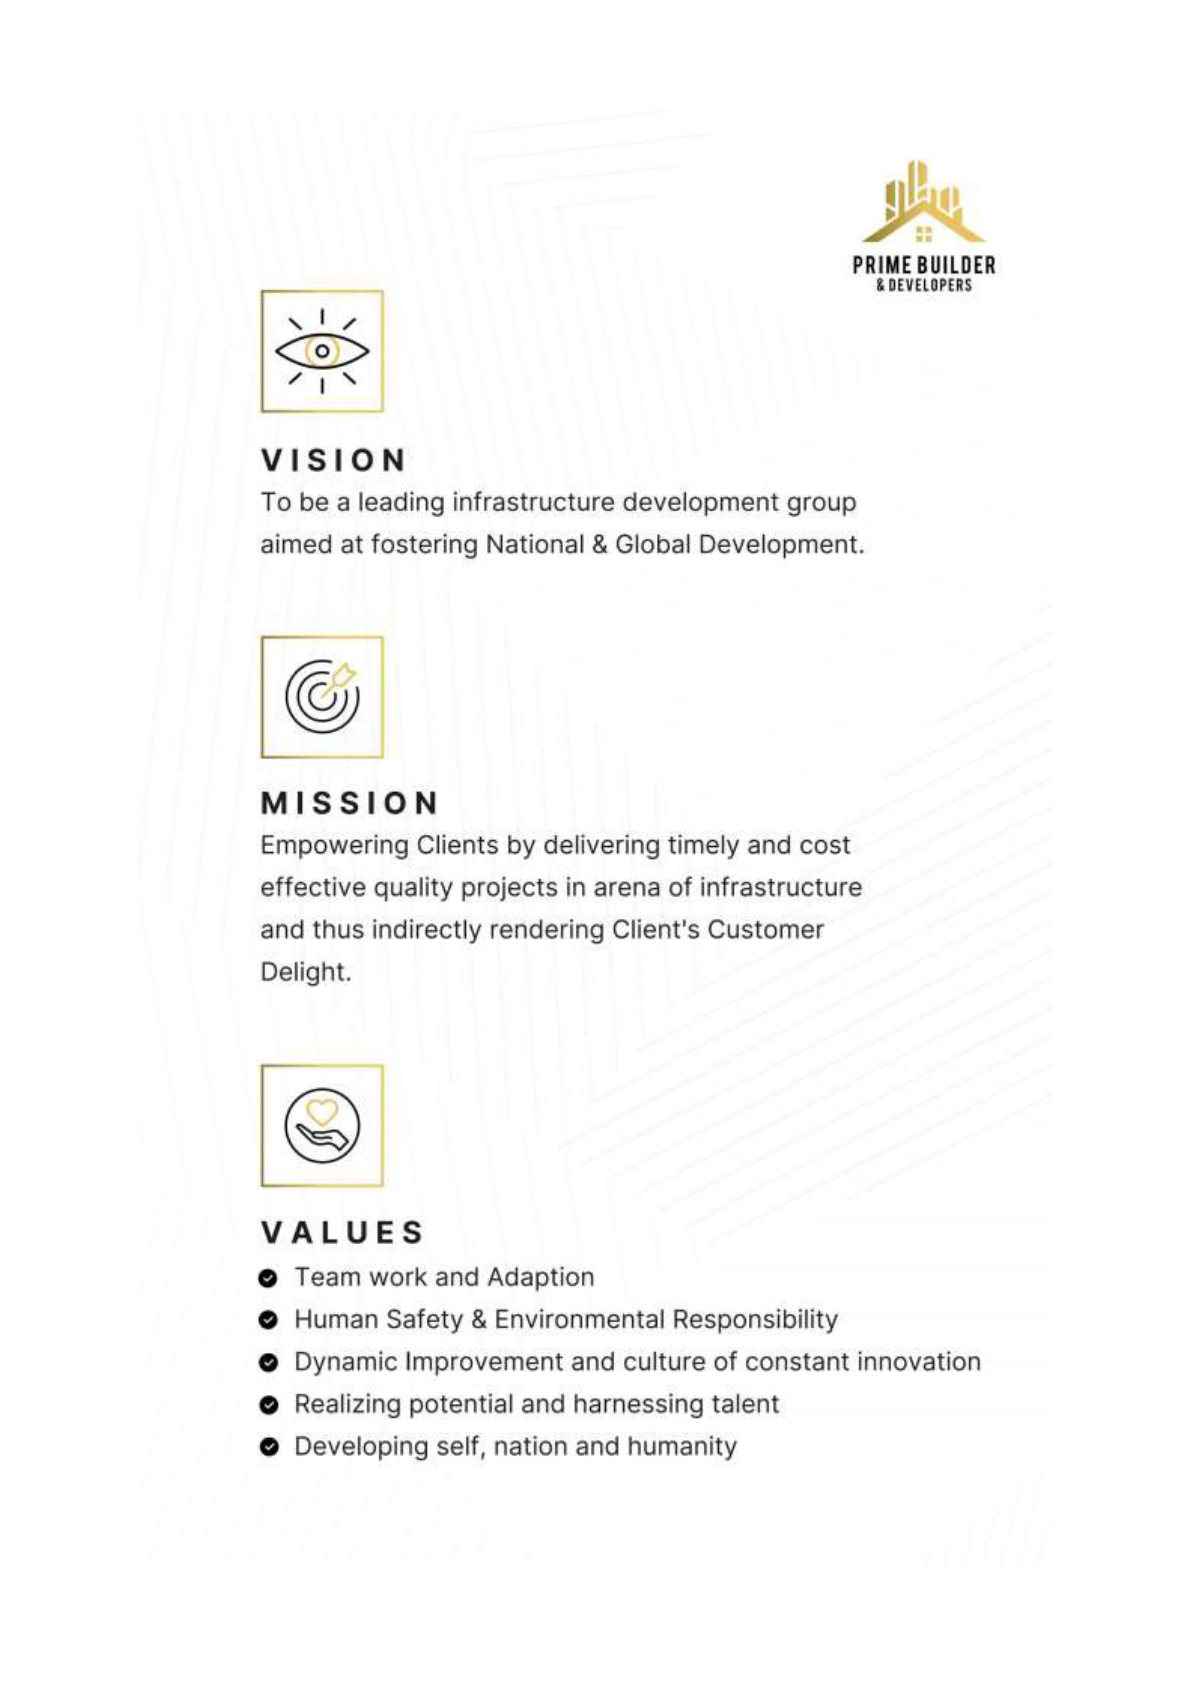 PRIME BUILDER
& DEVELOPERS
VISION
To be a leading infrastructure development group
aimed at fostering National & Global Development.
MISSION
Empowering Clients by delivering timely and cost
effective quality projects in arena of infrastructure
and thus indirectly rendering Client's Customer
Delight.
VALUES
Team work and Adaption
Human Safety & Environmental Responsibility
Dynamic Improvement and culture of constant innovation
Realizing potential and harnessing talent
Developing self, nation and humanity